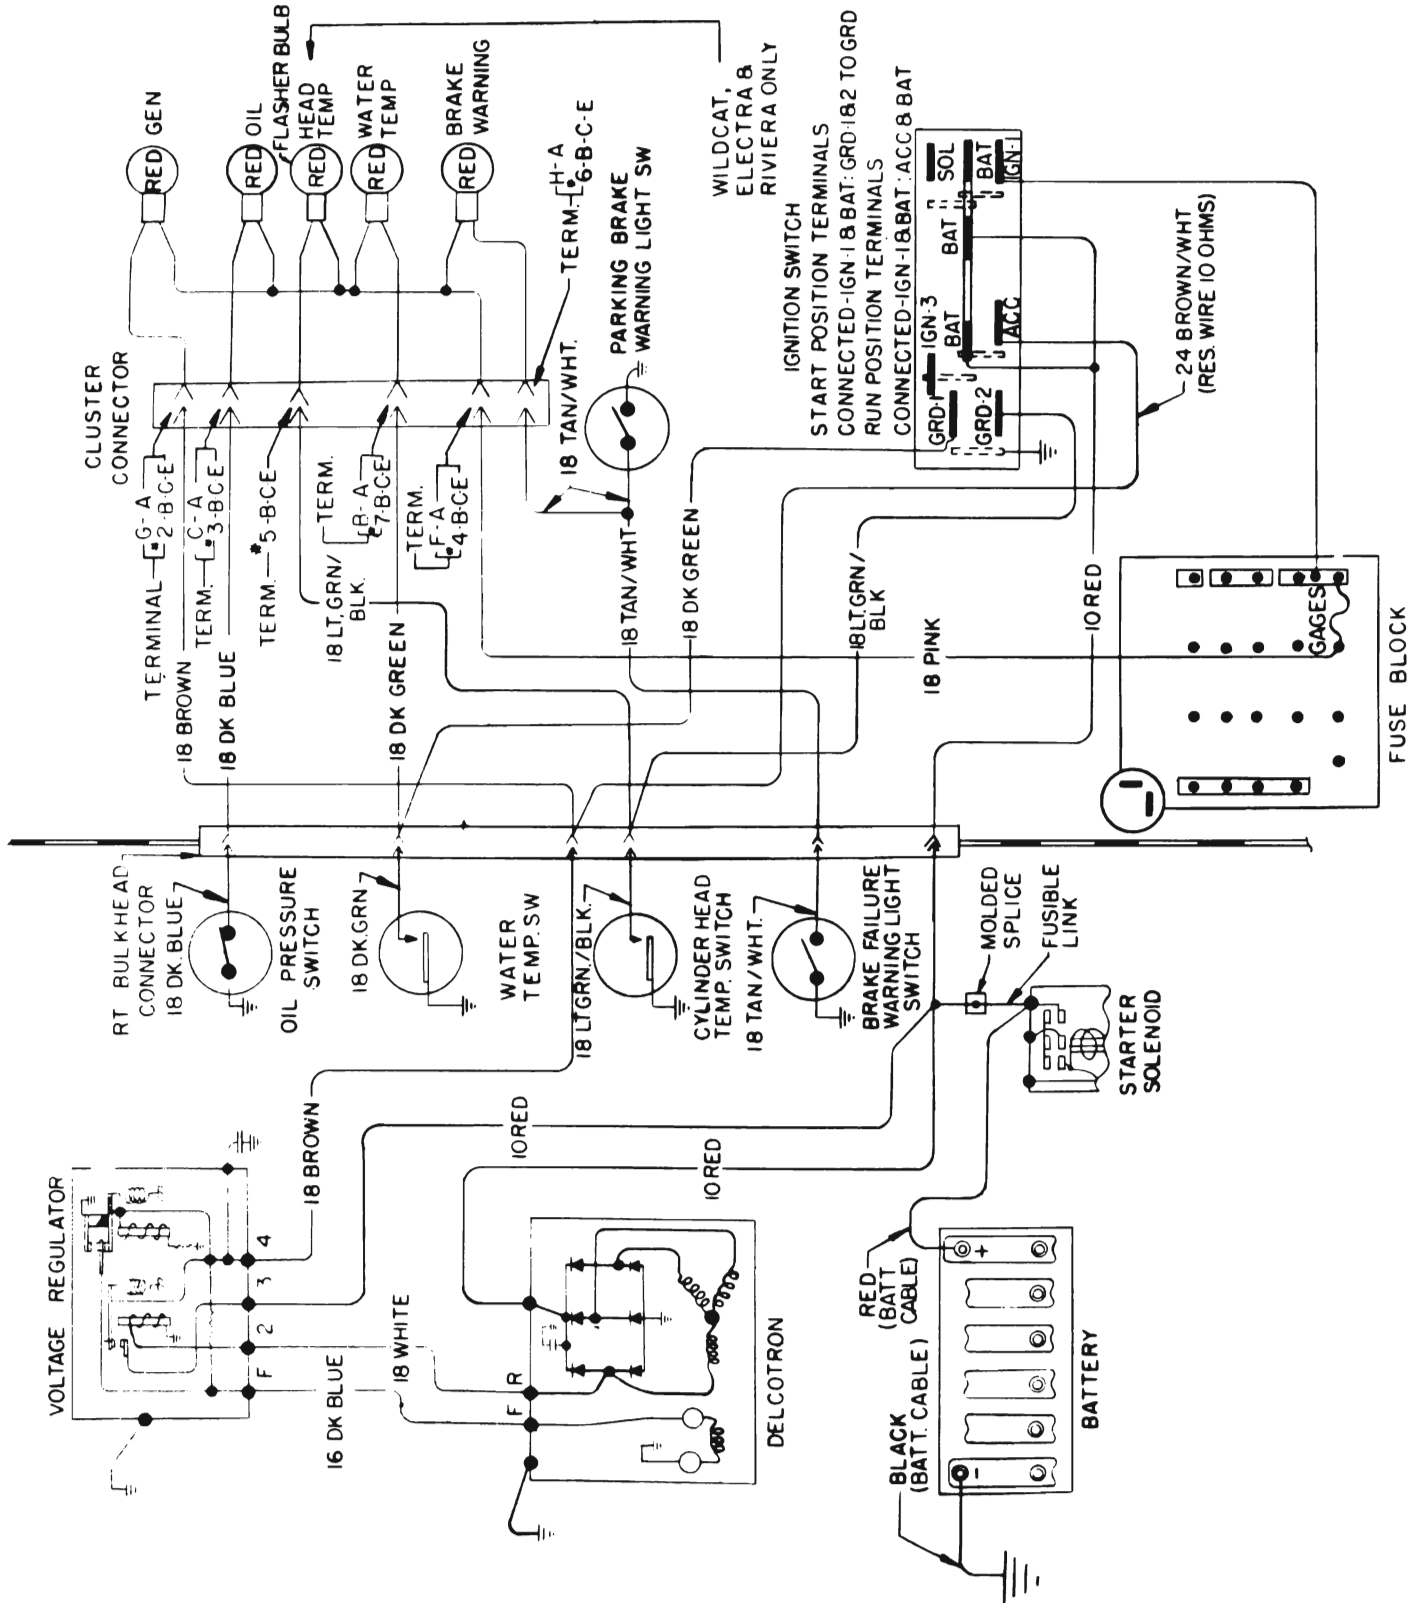 GEN
RED
OIL
RED
FLASHER BULB
HEAD
TEMP
RED
WATER
TEMP
RED
BRAKE
WARNING
RED
WILDCAT,
ELECTRA &
RIVIERA ONLY
CLUSTER
CONNECTOR
TERMINAL
G-A
*2-B-C-E
TERM.
C-A
*3-B-C-E
TERM. *5-B-C-E
TERM.
B-A
*7-B-C-E
TERM.
F-A
*4-B-C-E
TERM.
H-A
*6-B-C-E
18 TAN/WHT.
PARKING BRAKE
WARNING LIGHT SW
IGNITION SWITCH
START POSITION TERMINALS
CONNECTED-IGN-1 & BAT: GRD-1&2 TO GRD
RUN POSITION TERMINALS
CONNECTED-IGN-1&BAT: ACC & BAT
SOL
BAT
IGN-1
BAT
IGN-3
BAT
ACC
GRD-1
GRD-2
24 BROWN/WHT
(RES. WIRE 10 OHMS)
18 BROWN
18 DK BLUE
18 LT. GRN/
BLK.
18 DK GREEN
18 TAN/WHT
18 DK GREEN
18 LT. GRN/
BLK
18 PINK
10 RED
GAGES
FUSE BLOCK
RT BULKHEAD
CONNECTOR
18 DK. BLUE
OIL PRESSURE
SWITCH
18 DK.GRN
WATER
TEMP. SW
18 LT GRN./BLK.
CYLINDER HEAD
TEMP. SWITCH
18 TAN/WHT.
BRAKE FAILURE
WARNING LIGHT
SWITCH
MOLDED
SPLICE
FUSIBLE
LINK
STARTER
SOLENOID
VOLTAGE REGULATOR
F
2
3
4
18 BROWN
10 RED
10 RED
16 DK BLUE
18 WHITE
F
R
DELCOTRON
RED
(BATT
CABLE)
BLACK
(BATT. CABLE)
+
-
BATTERY